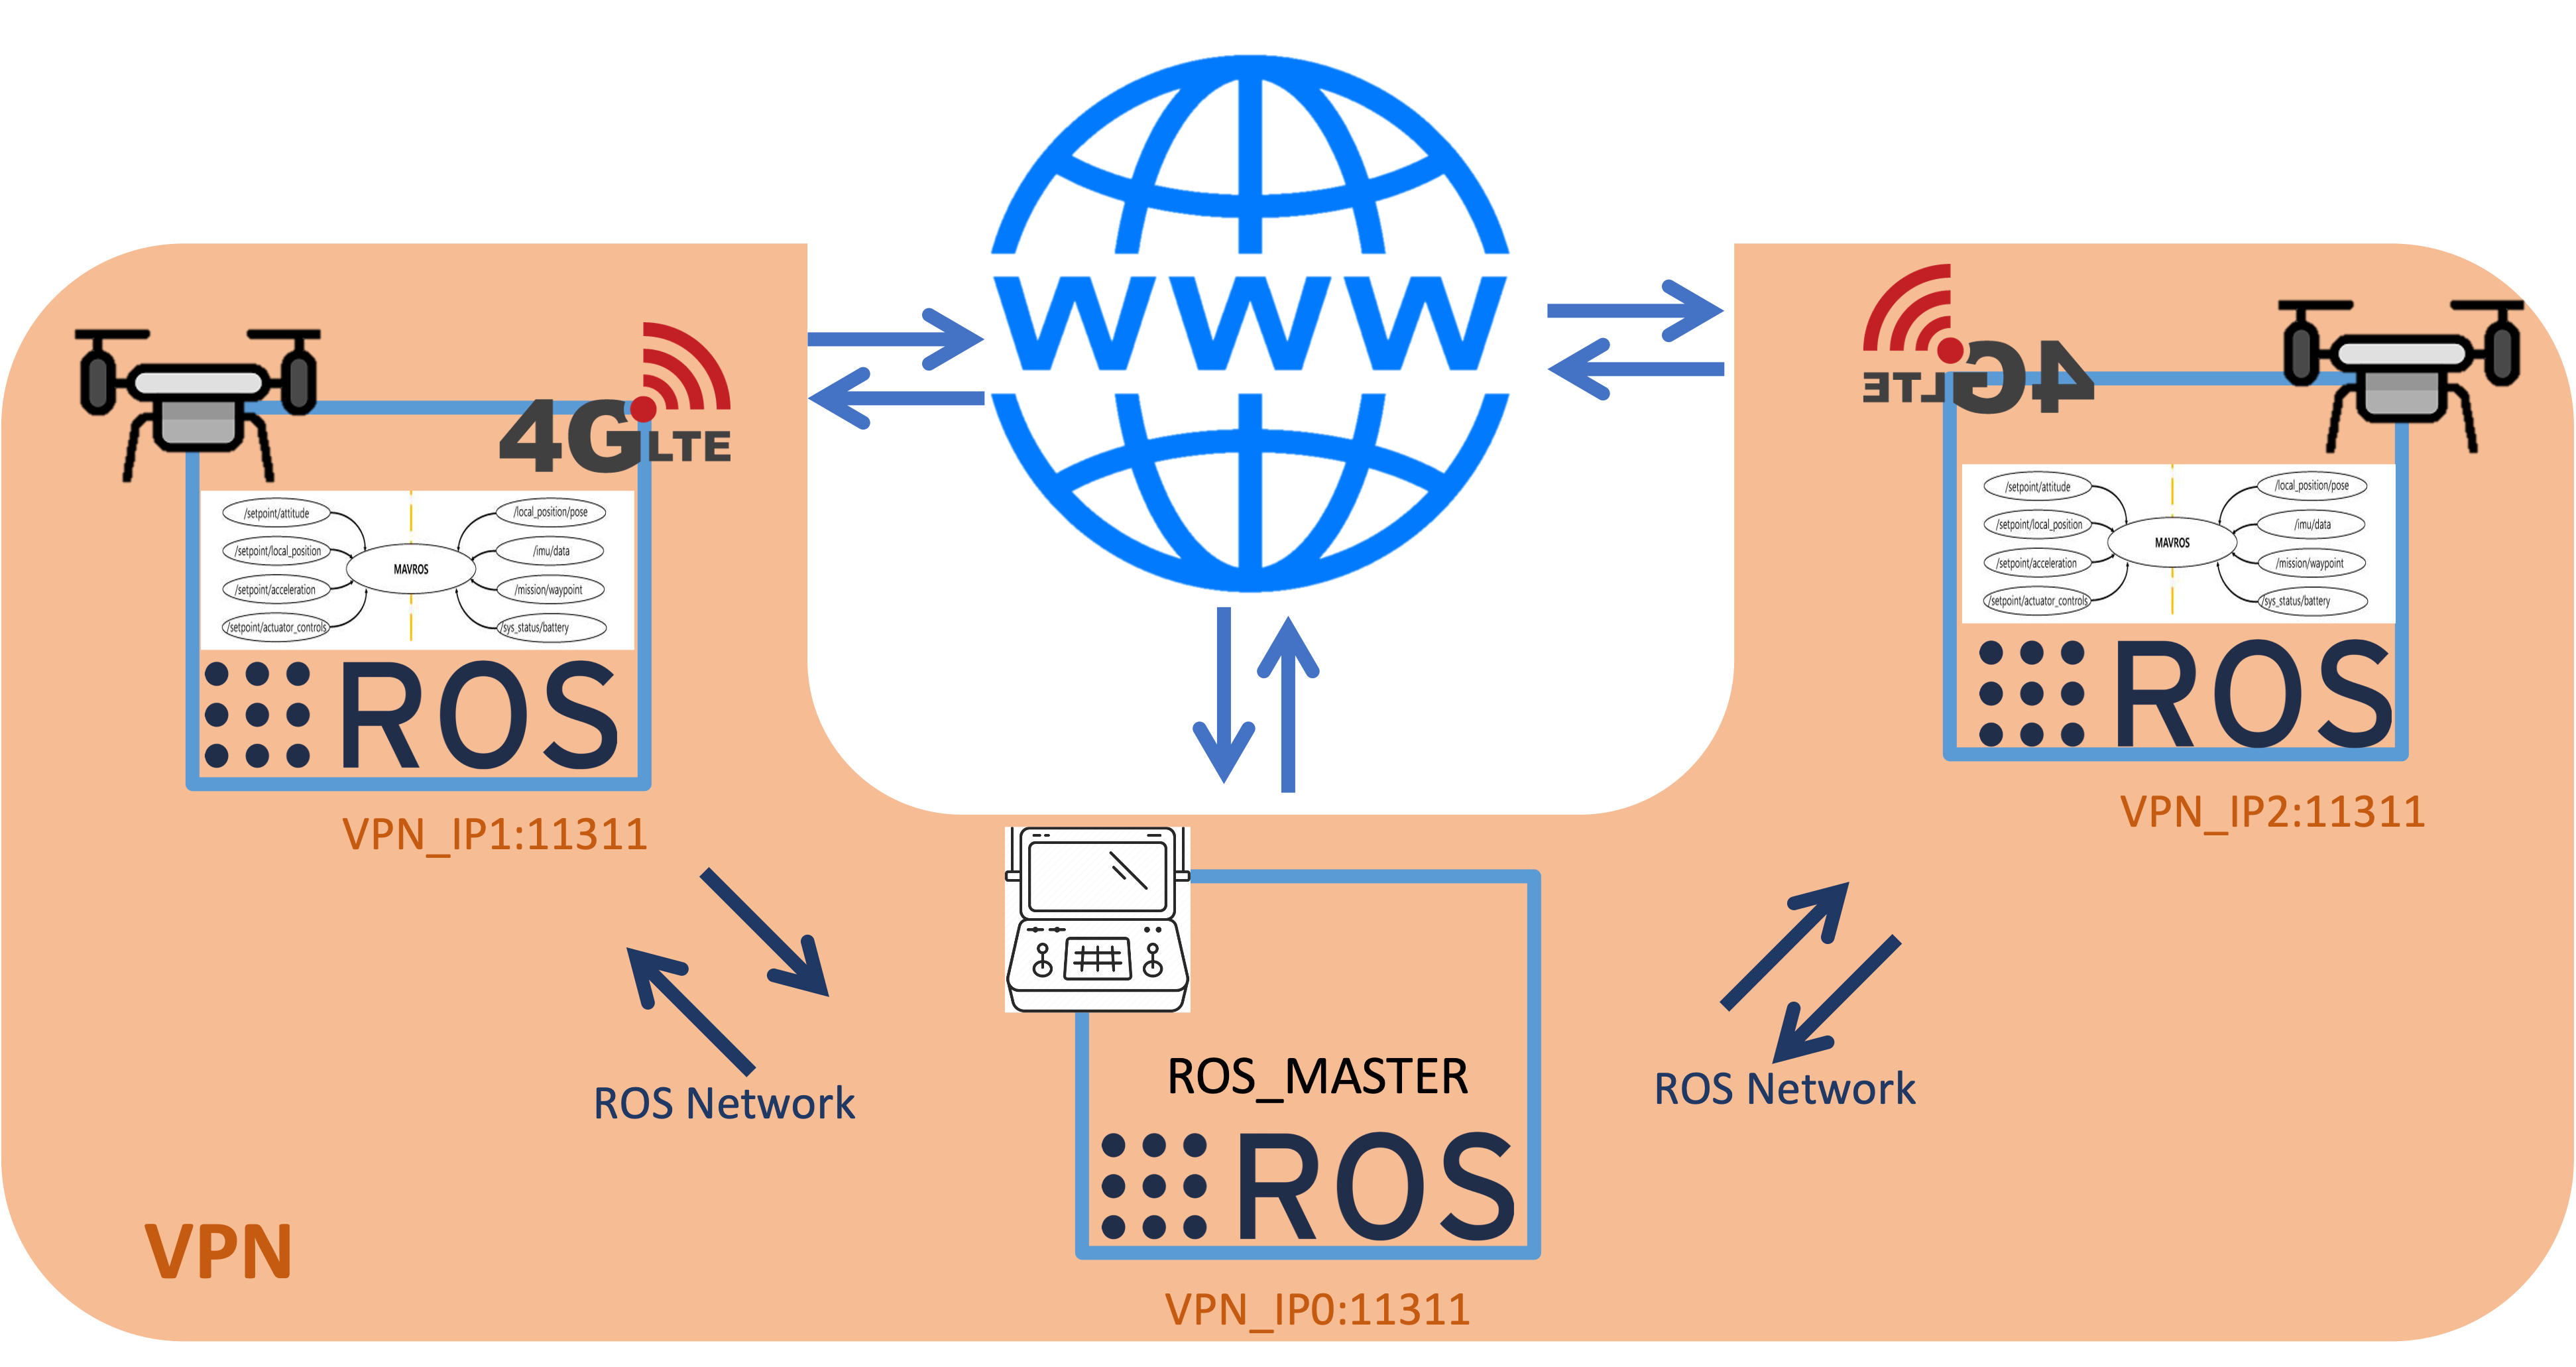 WWW
4G LTE
/setpoint/attitude
/setpoint/local_position
/setpoint/acceleration
/setpoint/actuator_controls
MAVROS
/local_position/pose
/imu/data
/mission/waypoint
/sys_status/battery
ROS
VPN_IP1:11311
4G LTE
/setpoint/attitude
/setpoint/local_position
/setpoint/acceleration
/setpoint/actuator_controls
MAVROS
/local_position/pose
/imu/data
/mission/waypoint
/sys_status/battery
ROS
VPN_IP2:11311
ROS Network
ROS_MASTER
ROS
VPN_IP0:11311
ROS Network
VPN